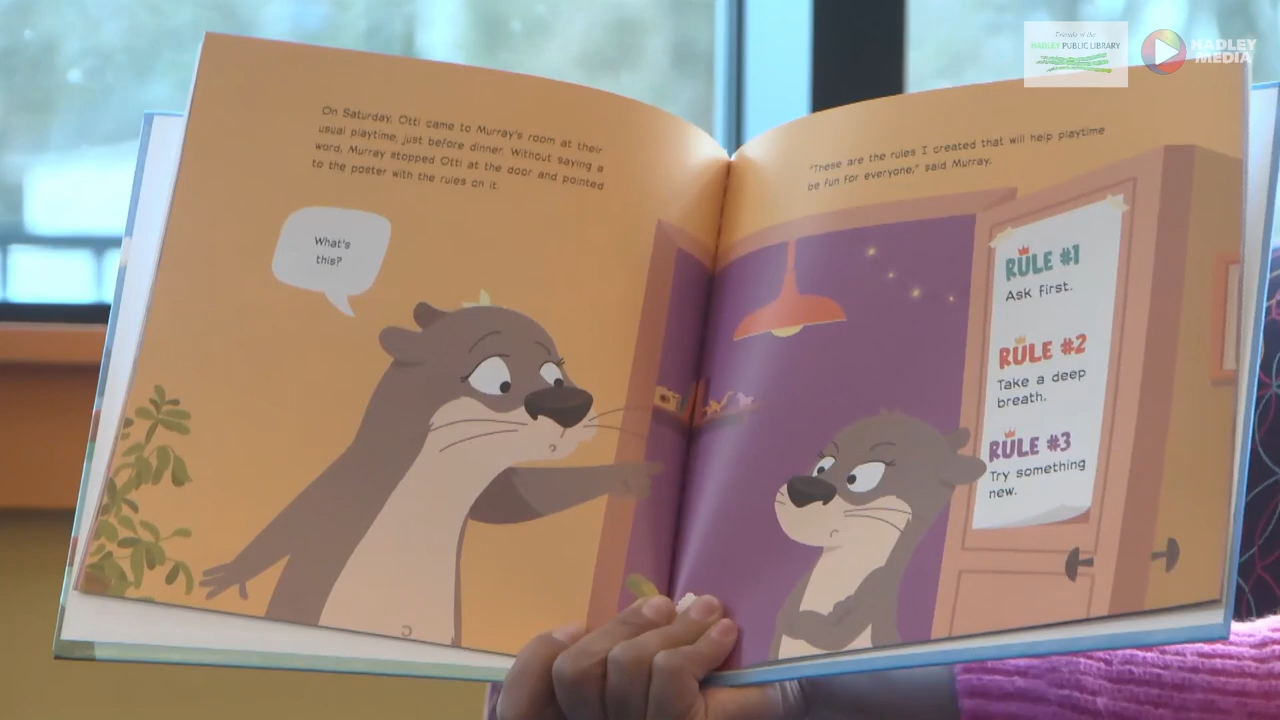 Friends of the
HADLEY PUBLIC LIBRARY
HADLEY
MEDIA
On Saturday, Otti came to Murray's room at their
usual playtime, just before dinner. Without saying a
word, Murray stopped Otti at the door and pointed
to the poster with the rules on it.
What's
this?
"These are the rules I created that will help playtime
be fun for everyone," said Murray.
RULE #1
Ask first.
RULE #2
Take a deep
breath.
RULE #3
Try something
new.